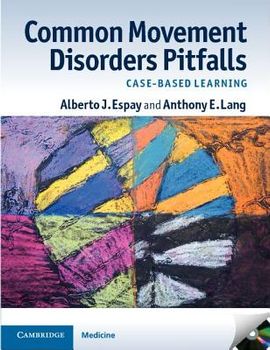 Common Movement
Disorders Pitfalls
CASE-BASED LEARNING
Alberto J. Espay and Anthony E. Lang
CAMBRIDGE Medicine